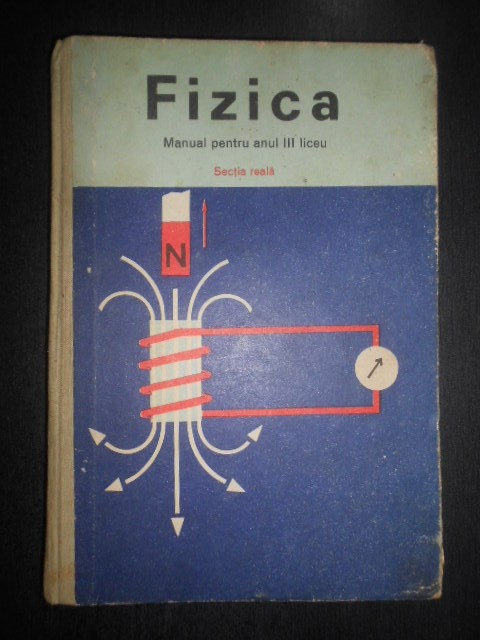 Fizica
Manual pentru anul III liceu
Secția reală
N